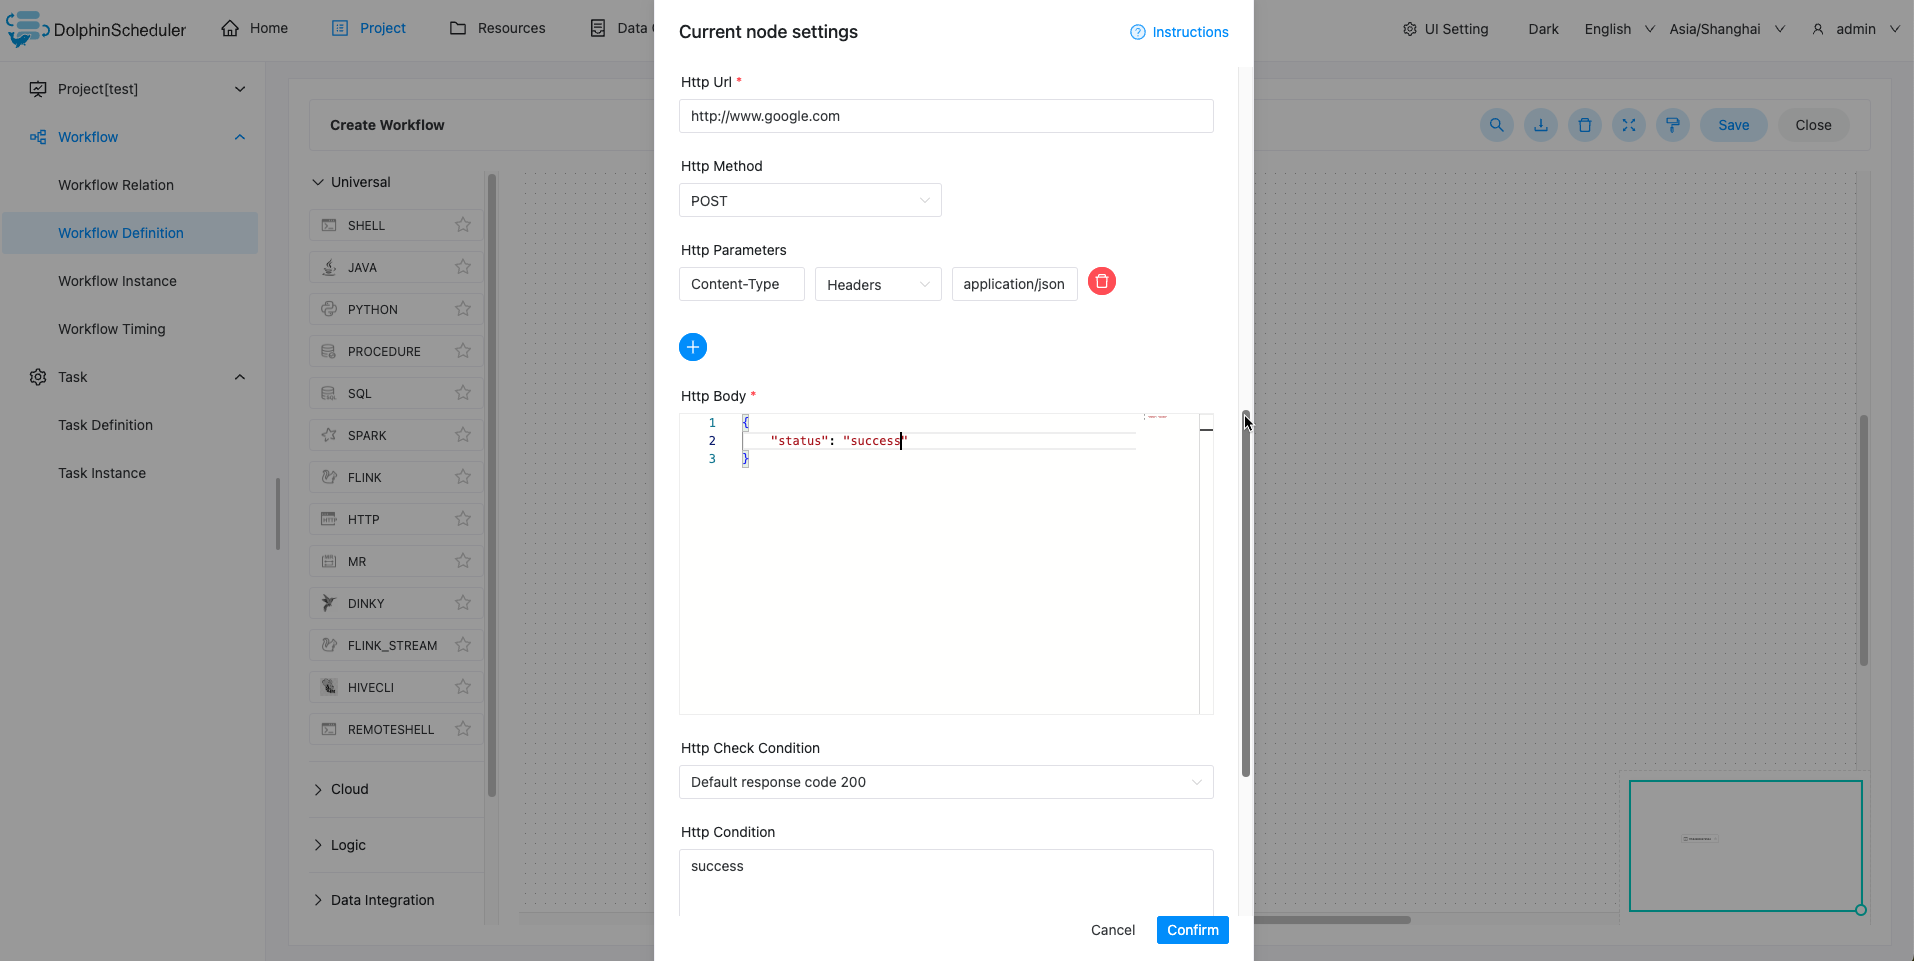 DolphinScheduler
Home
Project
Resources
Data
UI Setting
Dark
English
Asia/Shanghai
admin
Project[test]
Workflow
Workflow Relation
Workflow Definition
Workflow Instance
Workflow Timing
Task
Task Definition
Task Instance
Create Workflow
Save
Close
Universal
SHELL
JAVA
PYTHON
PROCEDURE
SQL
SPARK
FLINK
HTTP
MR
DINKY
FLINK_STREAM
HIVECLI
REMOTESHELL
Cloud
Logic
Data Integration
Current node settings
Instructions
Http Url *
http://www.google.com
Http Method
POST
Http Parameters
Content-Type
Headers
application/json
Http Body *
1 {
2 "status": "success"
3 }
Http Check Condition
Default response code 200
Http Condition
success
Cancel
Confirm